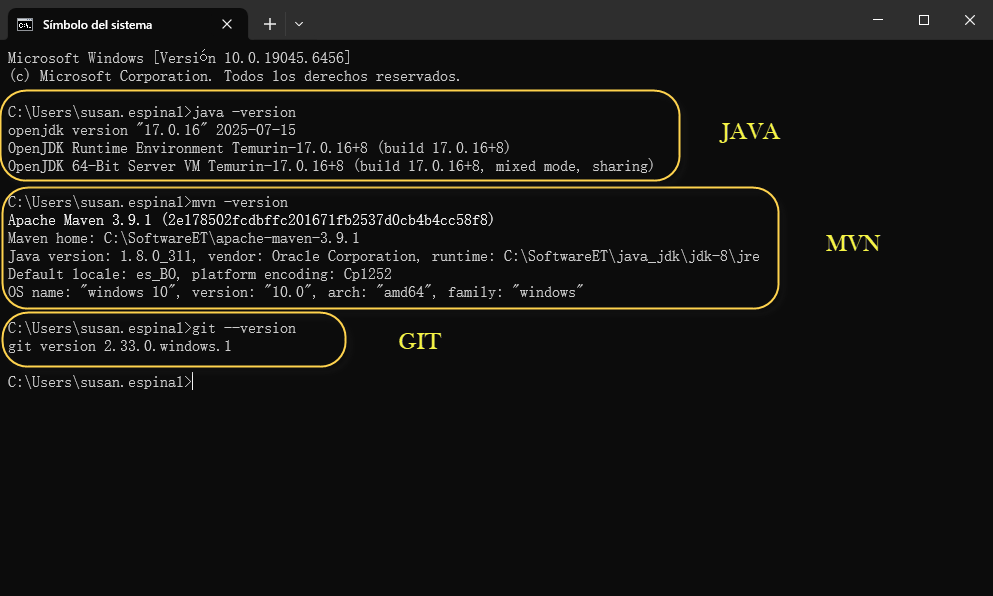 Símbolo del sistema
Microsoft Windows [Versión 10.0.19045.6456]
(c) Microsoft Corporation. Todos los derechos reservados.
C:\Users\susan.espinal>java -version
openjdk version "17.0.16" 2025-07-15
OpenJDK Runtime Environment Temurin-17.0.16+8 (build 17.0.16+8)
OpenJDK 64-Bit Server VM Temurin-17.0.16+8 (build 17.0.16+8, mixed mode, sharing)
JAVA
C:\Users\susan.espinal>mvn -version
Apache Maven 3.9.1 (2e178502fcdbffc201671fb2537d0cb4b4cc58f8)
Maven home: C:\SoftwareET\apache-maven-3.9.1
Java version: 1.8.0_311, vendor: Oracle Corporation, runtime: C:\SoftwareET\java_jdk\jdk-8\jre
Default locale: es_BO, platform encoding: Cp1252
OS name: "windows 10", version: "10.0", arch: "amd64", family: "windows"
MVN
C:\Users\susan.espinal>git --version
git version 2.33.0.windows.1
GIT
C:\Users\susan.espinal>